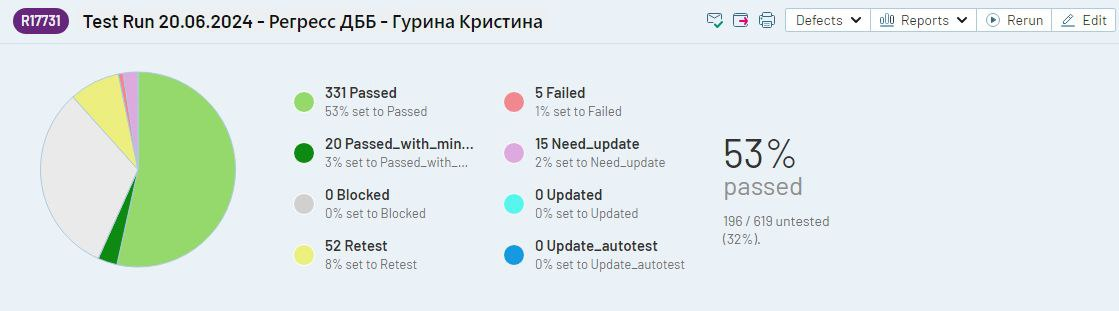 R17731 Test Run 20.06.2024 - Регресс ДББ - Гурина Кристина
Defects Reports Rerun Edit
331 Passed
53% set to Passed
20 Passed_with_min...
3% set to Passed_with_...
0 Blocked
0% set to Blocked
52 Retest
8% set to Retest
5 Failed
1% set to Failed
15 Need_update
2% set to Need_update
0 Updated
0% set to Updated
0 Update_autotest
0% set to Update_autotest
53%
passed
196 / 619 untested
(32%).